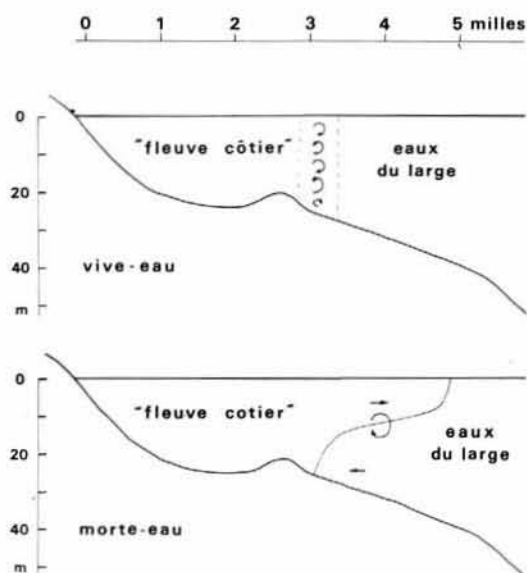 0 1 2 3 4 5 milles
0
"fleuve côtier"
eaux
du large
20
40
vive-eau
m
0
"fleuve cotier"
eaux
du large
20
40
morte-eau
m